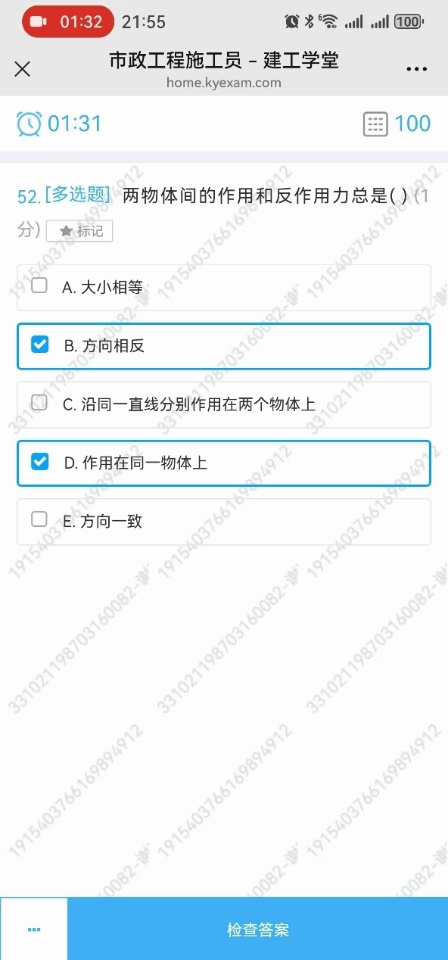 01:32 21:55 6 100
市政工程施工员 – 建工学堂
home.kyexam.com
01:31 100
52.[多选题] 两物体间的作用和反作用力总是( ) (1
分) 标记
A. 大小相等
B. 方向相反
C. 沿同一直线分别作用在两个物体上
D. 作用在同一物体上
E. 方向一致
检查答案